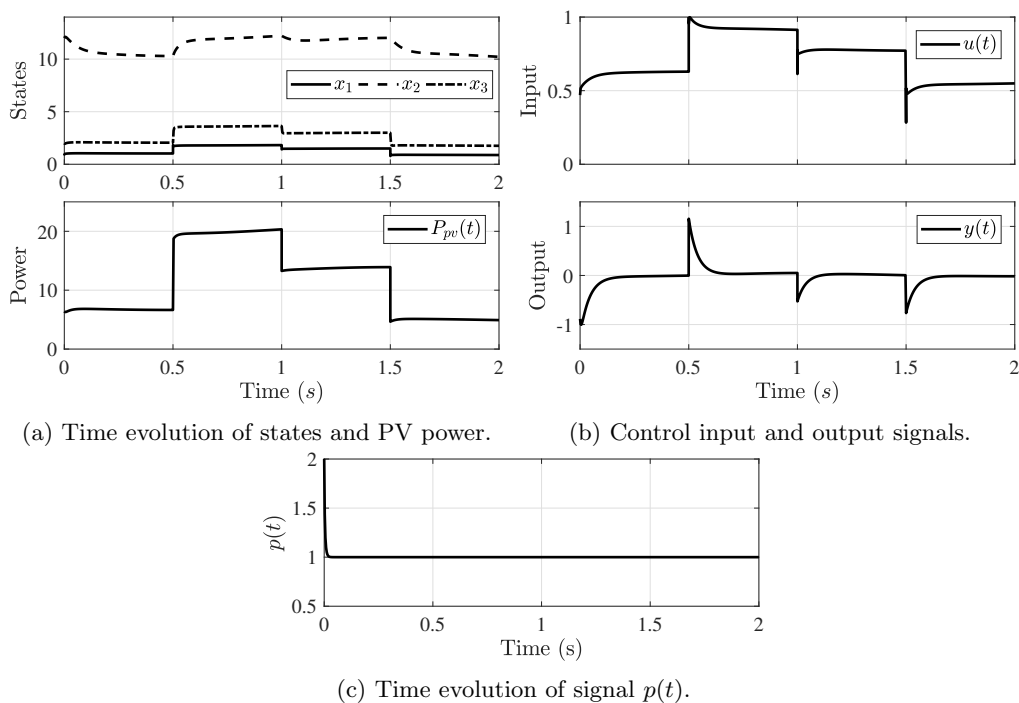 States
10
5
0
x₁ x₂ x₃
0 0.5 1 1.5 2
Power
20
10
0
Pₚᵥ(t)
0 0.5 1 1.5 2
Time (s)
(a) Time evolution of states and PV power.
Input
1
0.5
0
u(t)
0 0.5 1 1.5 2
Output
1
0
-1
y(t)
0 0.5 1 1.5 2
Time (s)
(b) Control input and output signals.
p(t)
2
1.5
1
0.5
0 0.5 1 1.5 2
Time (s)
(c) Time evolution of signal p(t).